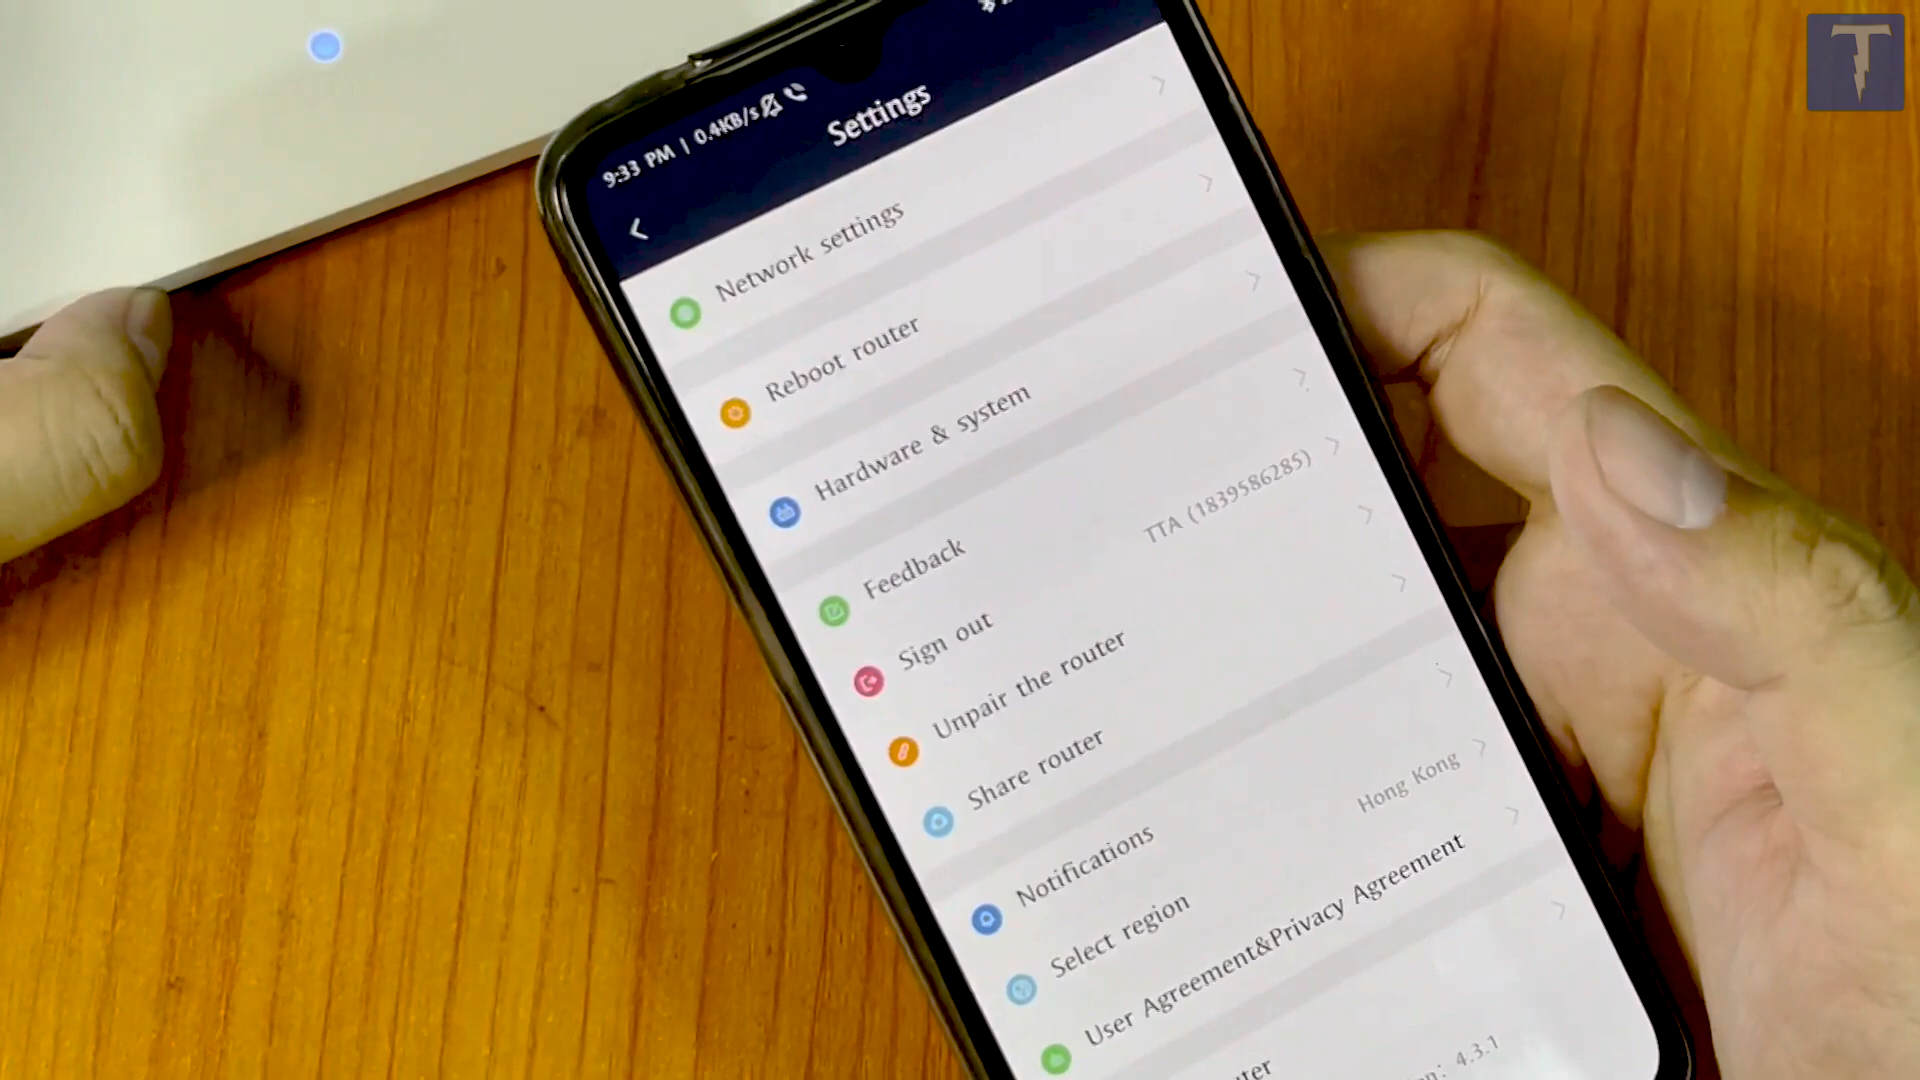 9:33 PM | 0.4KB/s
Settings
Network settings
Reboot router
Hardware & system
Feedback
Sign out TTA (1839586285)
Unpair the router
Share router
Notifications
Select region Hong Kong
User Agreement&Privacy Agreement
4.3.1
T